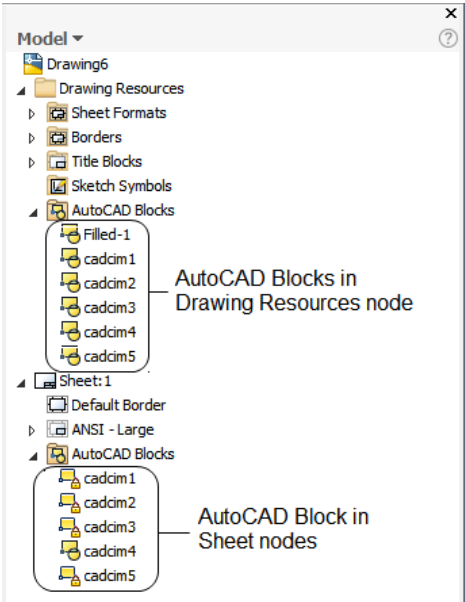 Model
Drawing6
Drawing Resources
Sheet Formats
Borders
Title Blocks
Sketch Symbols
AutoCAD Blocks
Filled-1
cadcim1
cadcim2
cadcim3
cadcim4
cadcim5
AutoCAD Blocks in
Drawing Resources node
Sheet:1
Default Border
ANSI - Large
AutoCAD Blocks
cadcim1
cadcim2
cadcim3
cadcim4
cadcim5
AutoCAD Block in
Sheet nodes